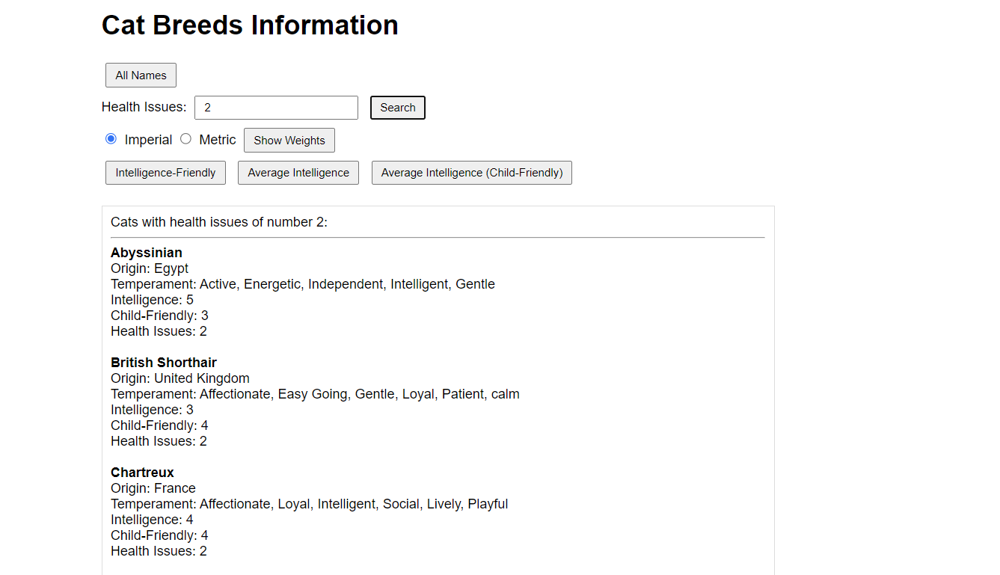 Cat Breeds Information
All Names
Health Issues: 2 Search
Imperial Metric Show Weights
Intelligence-Friendly Average Intelligence Average Intelligence (Child-Friendly)
Cats with health issues of number 2:
Abyssinian
Origin: Egypt
Temperament: Active, Energetic, Independent, Intelligent, Gentle
Intelligence: 5
Child-Friendly: 3
Health Issues: 2
British Shorthair
Origin: United Kingdom
Temperament: Affectionate, Easy Going, Gentle, Loyal, Patient, calm
Intelligence: 3
Child-Friendly: 4
Health Issues: 2
Chartreux
Origin: France
Temperament: Affectionate, Loyal, Intelligent, Social, Lively, Playful
Intelligence: 4
Child-Friendly: 4
Health Issues: 2